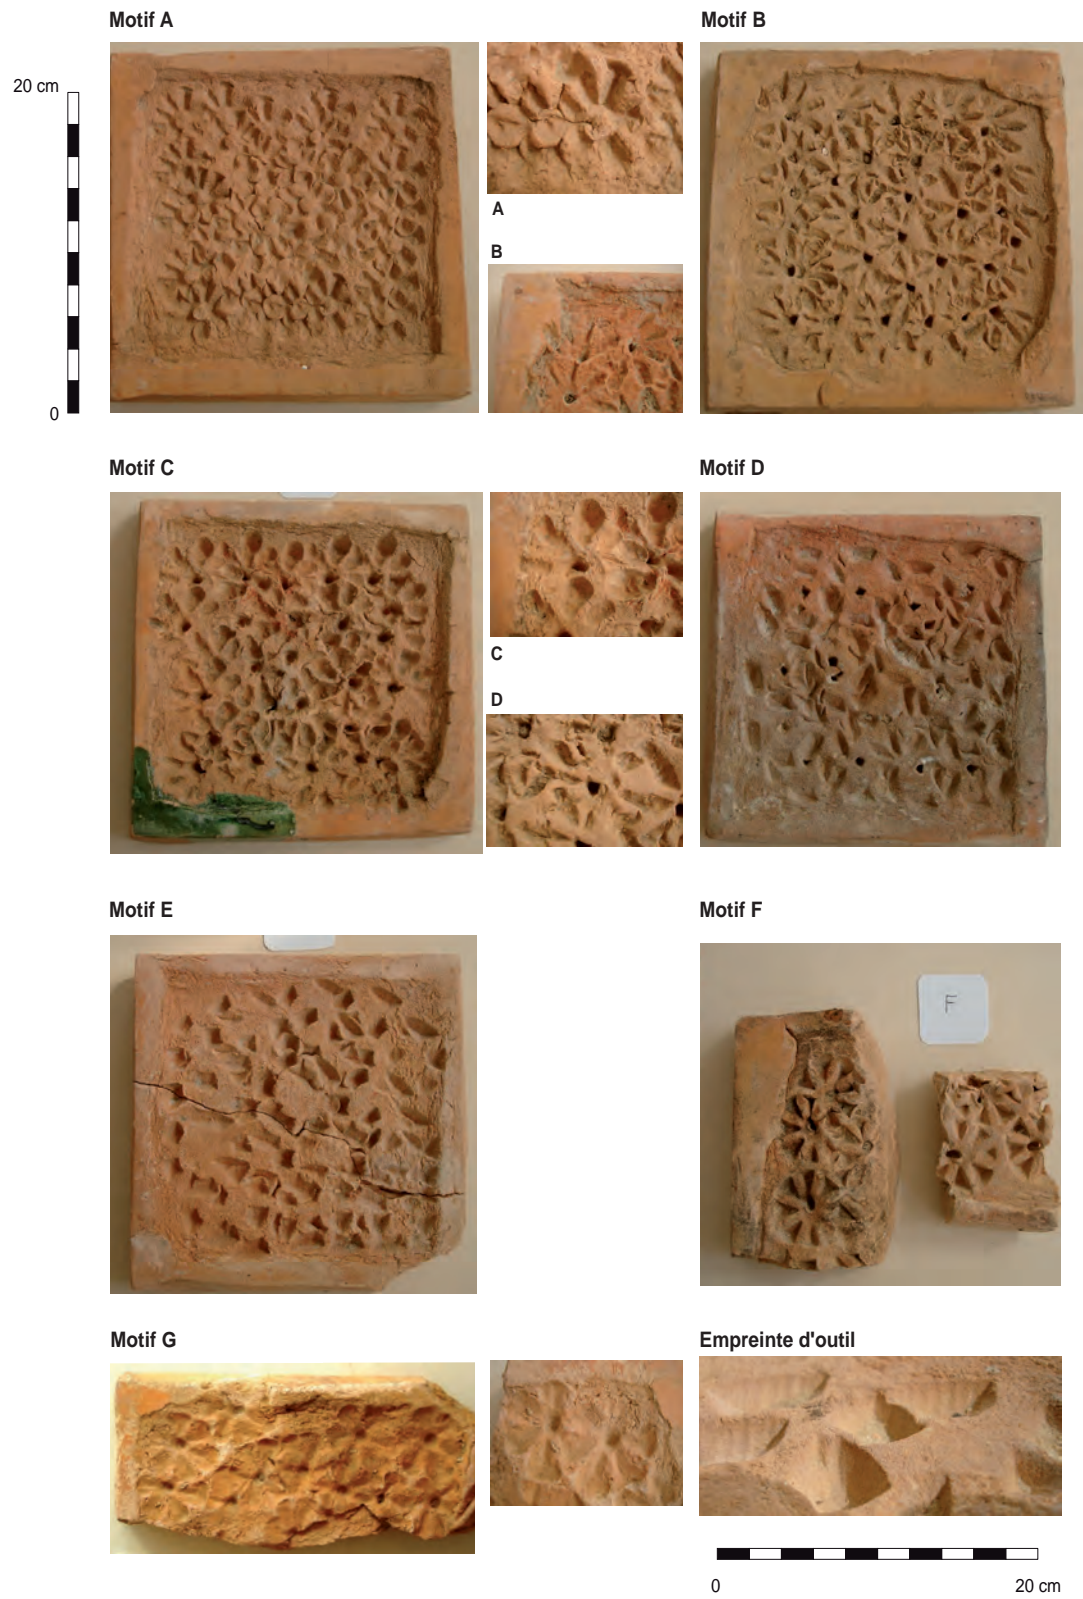 Motif A
Motif B
20 cm
0
A
B
Motif C
Motif D
C
D
Motif E
Motif F
F
Motif G
Empreinte d'outil
0
20 cm